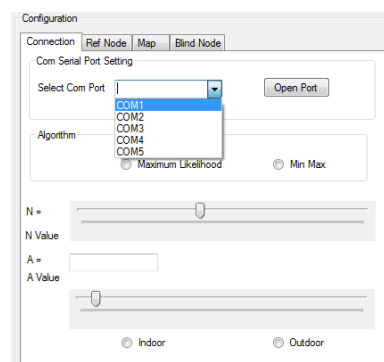 Configuration
Connection Ref Node Map Blind Node
Com Serial Port Setting
Select Com Port Open Port
COM1
COM2
COM3
COM4
COM5
Algorithm
Maximum Likelihood Min Max
N =
N Value
A =
A Value
Indoor Outdoor